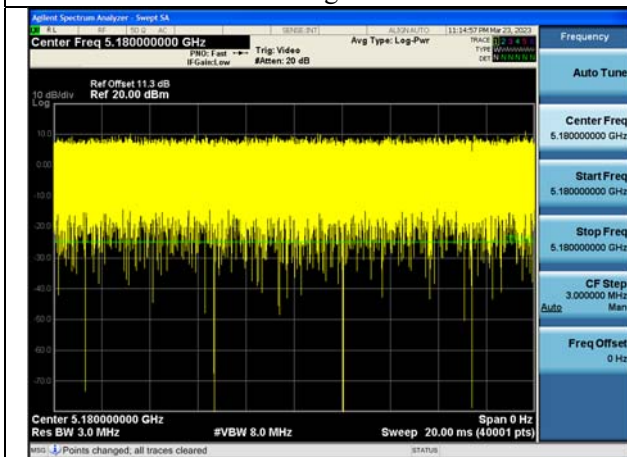 Agilent Spectrum Analyzer - Swept SA
RL RF 50 Ω AC SENSE:INT ALIGN AUTO 11:14:57 PM Mar 23, 2023
Center Freq 5.180000000 GHz
PNO: Fast
IFGain:Low
Trig: Video
#Atten: 20 dB
Avg Type: Log-Pwr
TRACE 1 2 3 4 5 6
TYPE
DET N N N N N N
Ref Offset 11.3 dB
10 dB/div Ref 20.00 dBm
Log
10.0
0.00
-10.0
-20.0
-30.0
-40.0
-50.0
-60.0
-70.0
Center 5.180000000 GHz Span 0 Hz
Res BW 3.0 MHz #VBW 8.0 MHz Sweep 20.00 ms (40001 pts)
MSG Points changed; all traces cleared STATUS
Frequency
Auto Tune
Center Freq
5.180000000 GHz
Start Freq
5.180000000 GHz
Stop Freq
5.180000000 GHz
CF Step
3.000000 MHz
Auto Man
Freq Offset
0 Hz